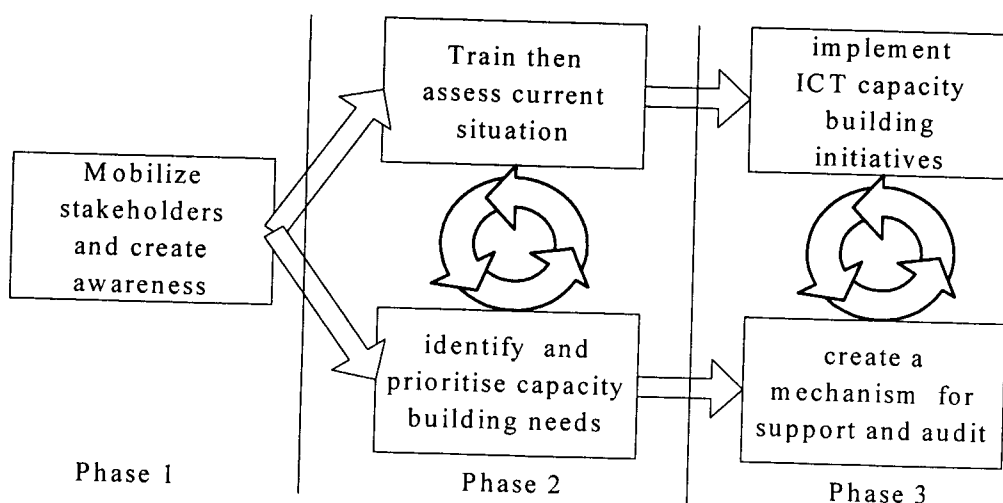 Mobilize
stakeholders
and create
awareness
Phase 1
Train then
assess current
situation
identify and
prioritise capacity
building needs
Phase 2
implement
ICT capacity
building
initiatives
create a
mechanism for
support and audit
Phase 3